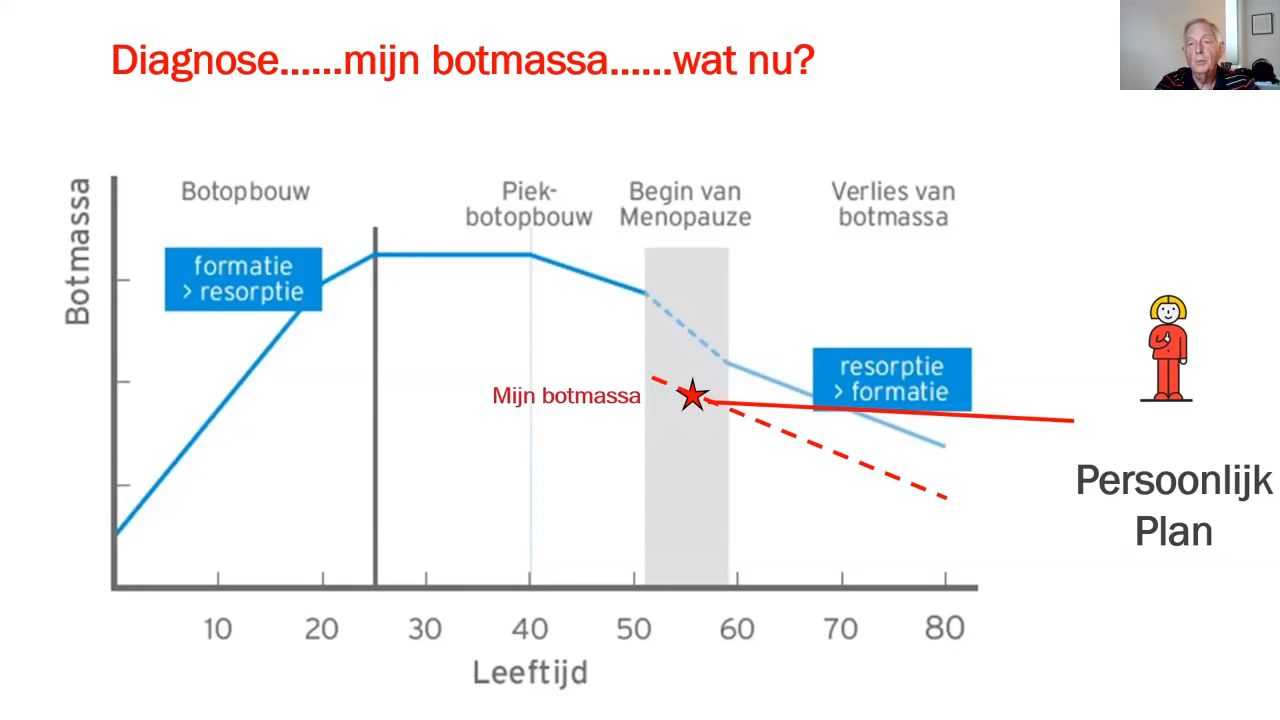 Diagnose......mijn botmassa......wat nu?
Botmassa
Botopbouw
Piek-
botopbouw
Begin van
Menopauze
Verlies van
botmassa
formatie
> resorptie
resorptie
> formatie
Mijn botmassa
Persoonlijk
Plan
10 20 30 40 50 60 70 80
Leeftijd